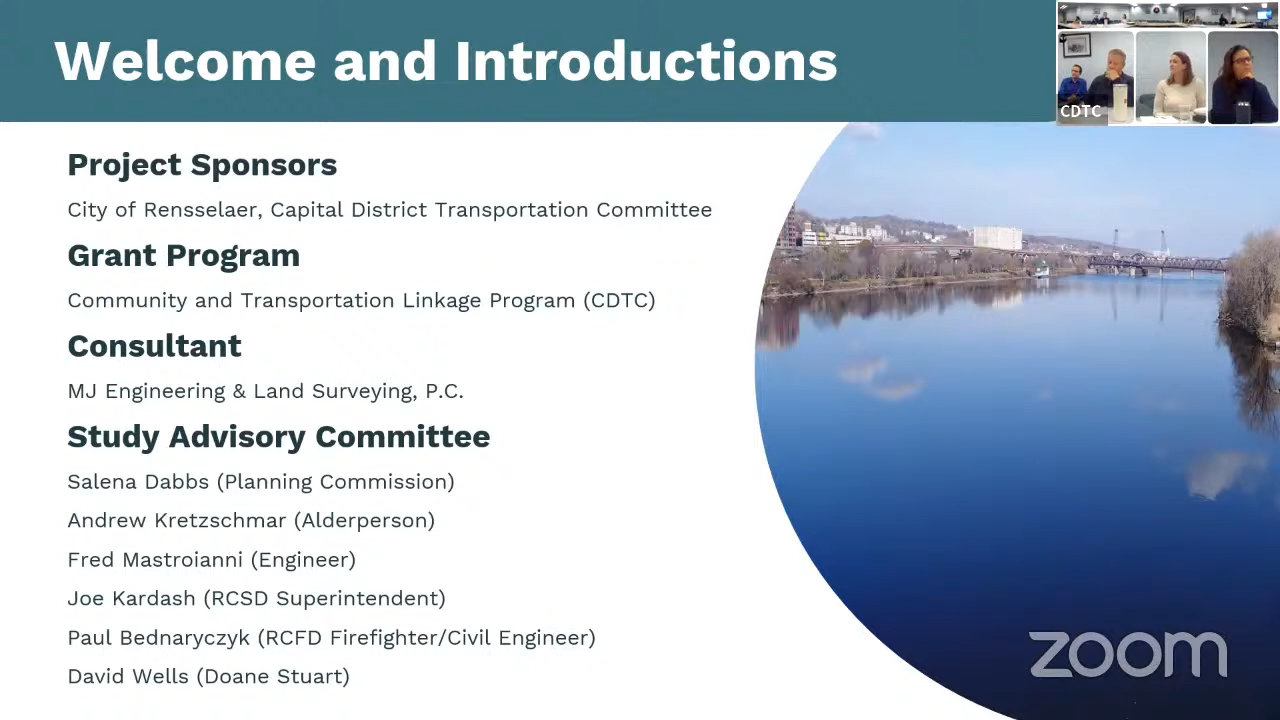 Welcome and Introductions
CDTC
Project Sponsors
City of Rensselaer, Capital District Transportation Committee
Grant Program
Community and Transportation Linkage Program (CDTC)
Consultant
MJ Engineering & Land Surveying, P.C.
Study Advisory Committee
Salena Dabbs (Planning Commission)
Andrew Kretzschmar (Alderperson)
Fred Mastroianni (Engineer)
Joe Kardash (RCSD Superintendent)
Paul Bednaryczyk (RCFD Firefighter/Civil Engineer)
David Wells (Doane Stuart)
zoom